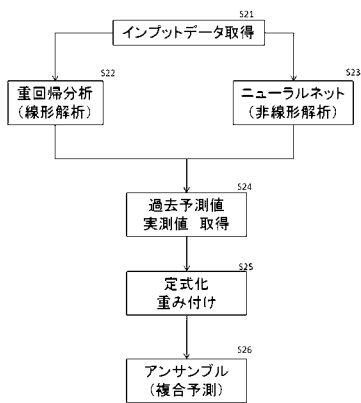 S21
インプットデータ取得
S22
重回帰分析
(線形解析)
S23
ニューラルネット
(非線形解析)
S24
過去予測値
実測値 取得
S25
定式化
重み付け
S26
アンサンブル
(複合予測)